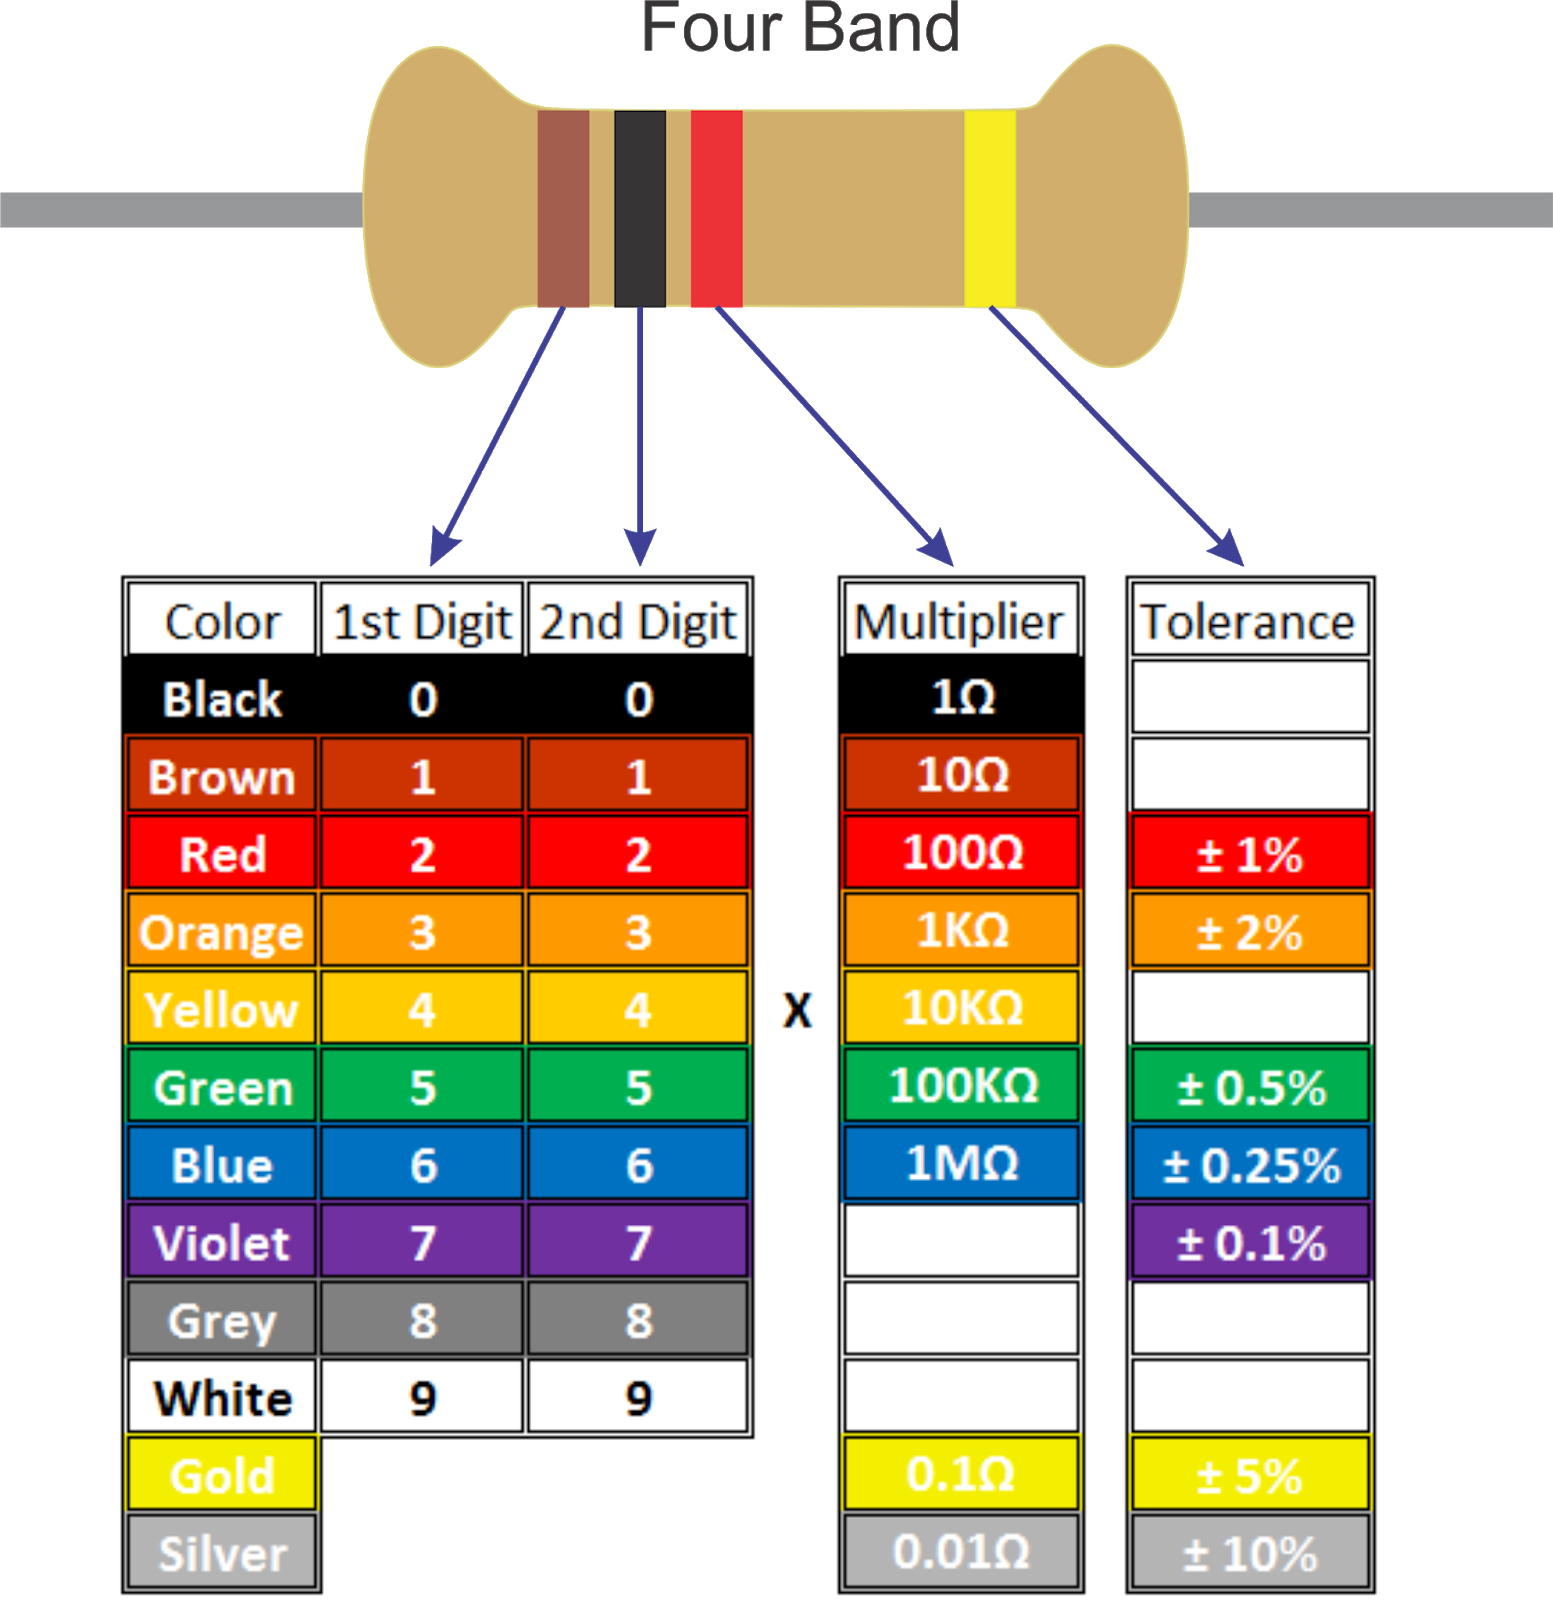 Four Band
Color 1st Digit 2nd Digit Multiplier Tolerance
Black 0 0 1Ω
Brown 1 1 10Ω
Red 2 2 100Ω ± 1%
Orange 3 3 1KΩ ± 2%
Yellow 4 4 X 10KΩ
Green 5 5 100KΩ ± 0.5%
Blue 6 6 1MΩ ± 0.25%
Violet 7 7 ± 0.1%
Grey 8 8
White 9 9
Gold 0.1Ω ± 5%
Silver 0.01Ω ± 10%